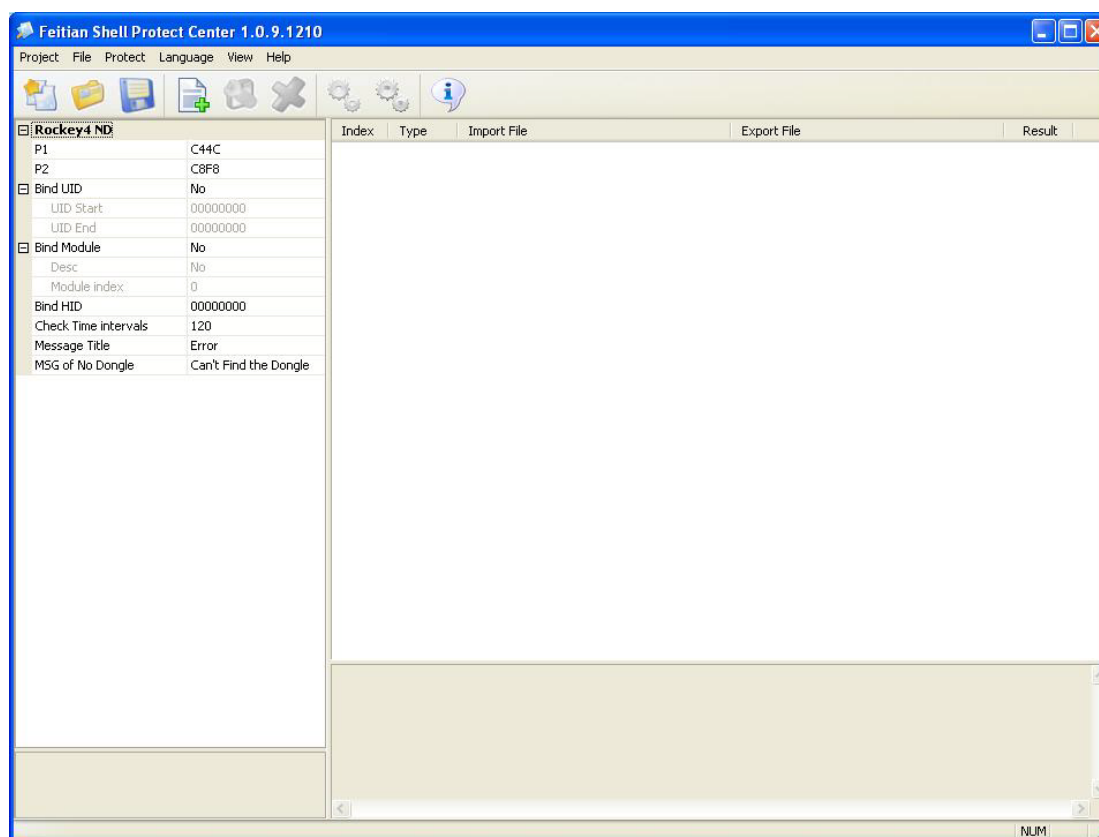 Feitian Shell Protect Center 1.0.9.1210
Project File Protect Language View Help
Rockey4 ND
Index Type Import File Export File Result
P1 C44C
P2 C8F8
Bind UID No
UID Start 00000000
UID End 00000000
Bind Module No
Desc No
Module index 0
Bind HID 00000000
Check Time intervals 120
Message Title Error
MSG of No Dongle Can't Find the Dongle
NUM